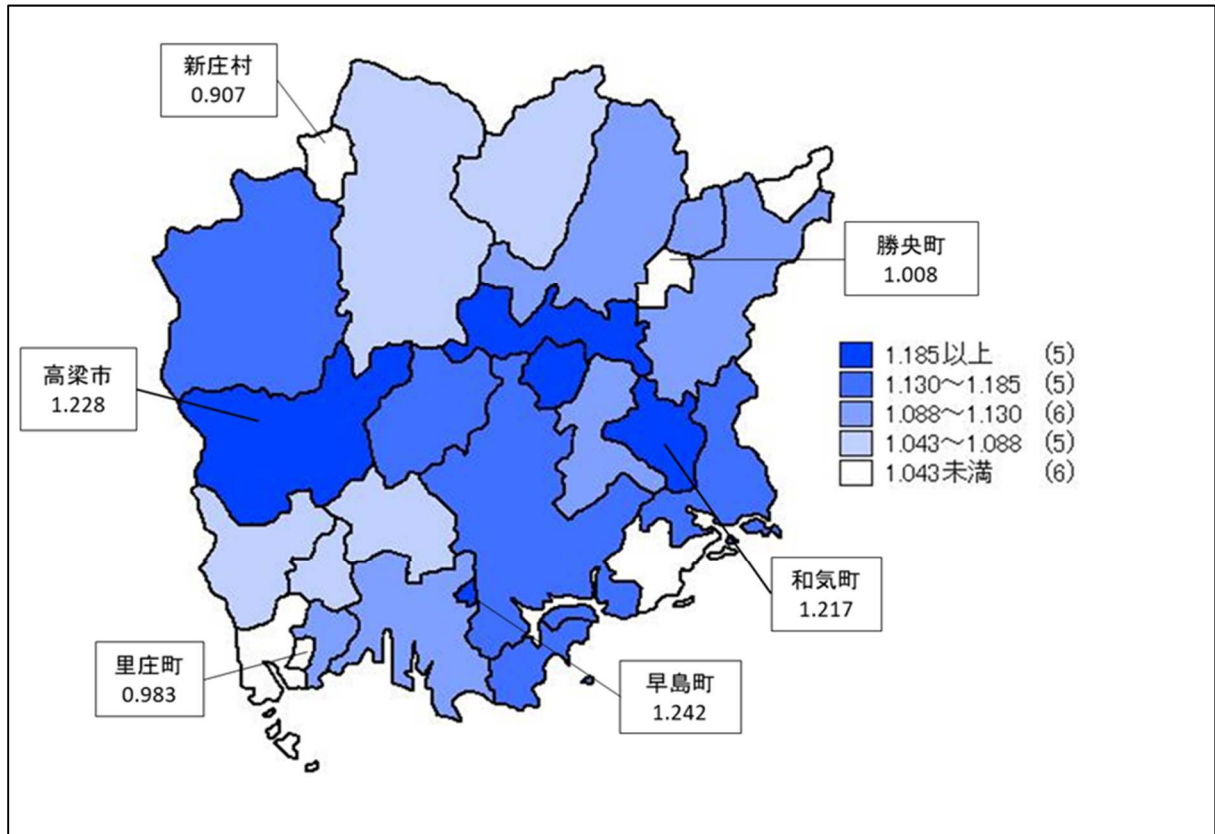 新庄村
0.907
勝央町
1.008
高梁市
1.228
1.185以上 (5)
1.130～1.185 (5)
1.088～1.130 (6)
1.043～1.088 (5)
1.043未満 (6)
和気町
1.217
里庄町
0.983
早島町
1.242